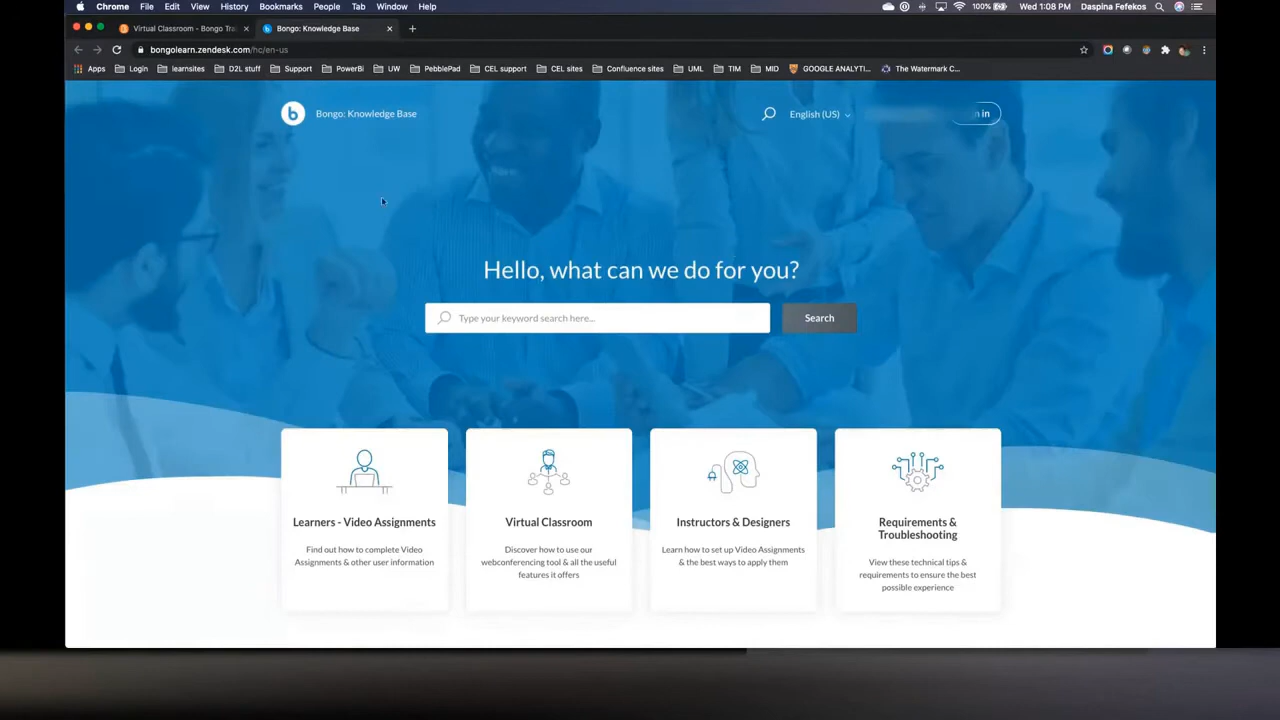 Chrome File Edit View History Bookmarks People Tab Window Help 100% Wed 1:08 PM Daspina Fefekos
Virtual Classroom - Bongo Tra
Bongo: Knowledge Base
bongolearn.zendesk.com/hc/en-us
Apps Login learnsites D2L stuff Support PowerBi UW PebblePad CEL support CEL sites Confluence sites UML TIM MID GOOGLE ANALYTI... The Watermark C...
b Bongo: Knowledge Base English (US) n in
Hello, what can we do for you?
Type your keyword search here... Search
Learners - Video Assignments
Find out how to complete Video
Assignments & other user information
Virtual Classroom
Discover how to use our
webconferencing tool & all the useful
features it offers
Instructors & Designers
Learn how to set up Video Assignments
& the best ways to apply them
Requirements &
Troubleshooting
View these technical tips &
requirements to ensure the best
possible experience